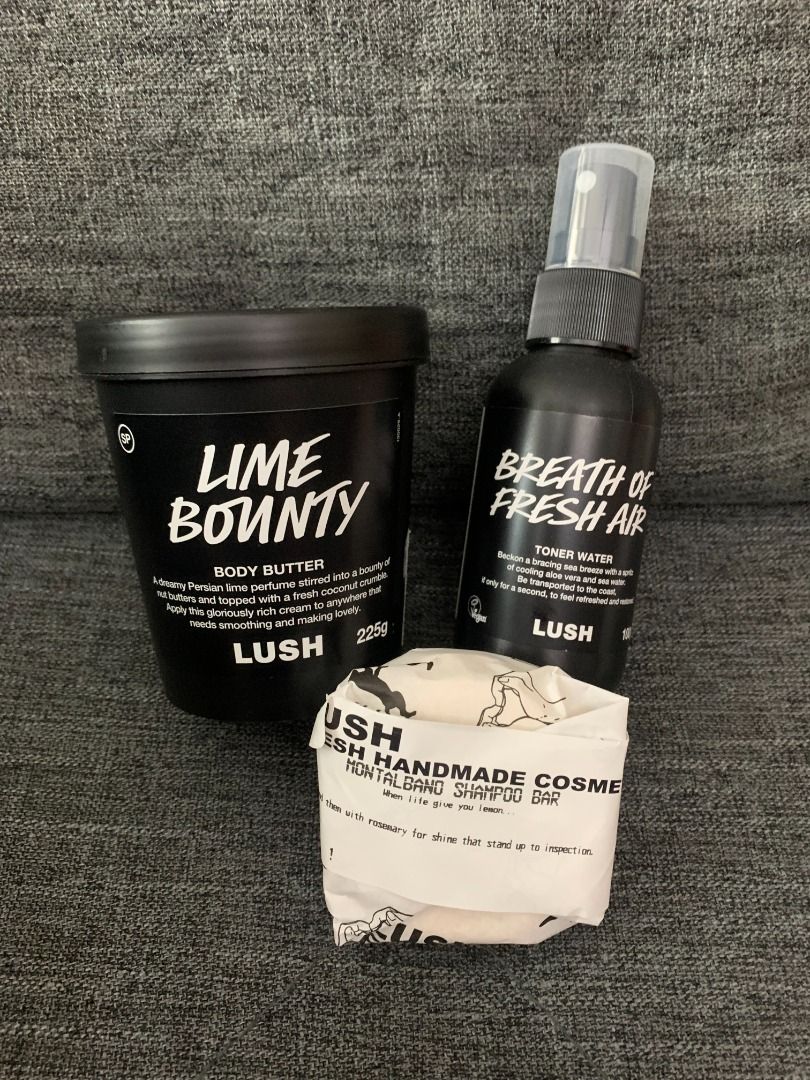 SP
LIME
BOUNTY
BODY BUTTER
A dreamy Persian lime perfume stirred into a bounty of
nut butters and topped with a fresh coconut crumble.
Apply this gloriously rich cream to anywhere that
needs smoothing and making lovely.
LUSH
225g
BREATH OF
FRESH AIR
TONER WATER
Beckon a bracing sea breeze with a spritz
of cooling aloe vera and sea water.
Be transported to the coast,
if only for a second, to feel refreshed and
Vegan
LUSH
USH
ESH HANDMADE COSME
MONTALBANO SHAMPOO BAR
When life give you lemon...
them with rosemary for shine that stand up to inspection.
!
USH